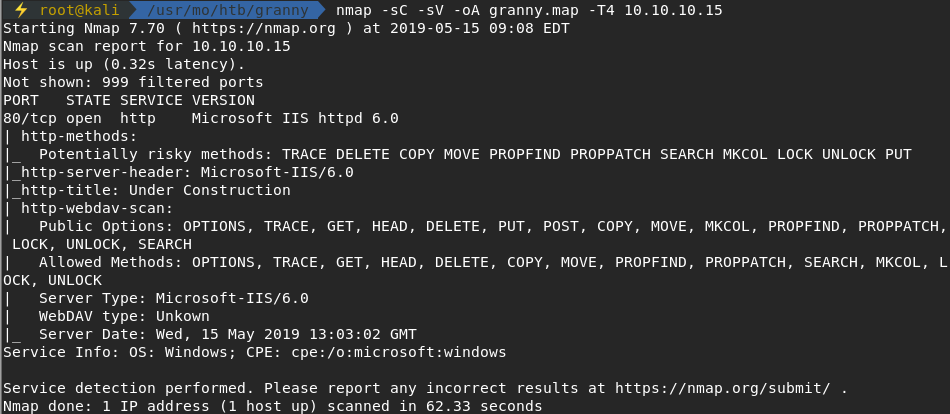 ⚡ root@kali /usr/mo/htb/granny nmap -sC -sV -oA granny.map -T4 10.10.10.15
Starting Nmap 7.70 ( https://nmap.org ) at 2019-05-15 09:08 EDT
Nmap scan report for 10.10.10.15
Host is up (0.32s latency).
Not shown: 999 filtered ports
PORT   STATE SERVICE VERSION
80/tcp open  http    Microsoft IIS httpd 6.0
| http-methods:
|_  Potentially risky methods: TRACE DELETE COPY MOVE PROPFIND PROPPATCH SEARCH MKCOL LOCK UNLOCK PUT
|_http-server-header: Microsoft-IIS/6.0
|_http-title: Under Construction
| http-webdav-scan:
|   Public Options: OPTIONS, TRACE, GET, HEAD, DELETE, PUT, POST, COPY, MOVE, MKCOL, PROPFIND, PROPPATCH,
 LOCK, UNLOCK, SEARCH
|   Allowed Methods: OPTIONS, TRACE, GET, HEAD, DELETE, COPY, MOVE, PROPFIND, PROPPATCH, SEARCH, MKCOL, L
OCK, UNLOCK
|   Server Type: Microsoft-IIS/6.0
|   WebDAV type: Unkown
|_  Server Date: Wed, 15 May 2019 13:03:02 GMT
Service Info: OS: Windows; CPE: cpe:/o:microsoft:windows
Service detection performed. Please report any incorrect results at https://nmap.org/submit/ .
Nmap done: 1 IP address (1 host up) scanned in 62.33 seconds